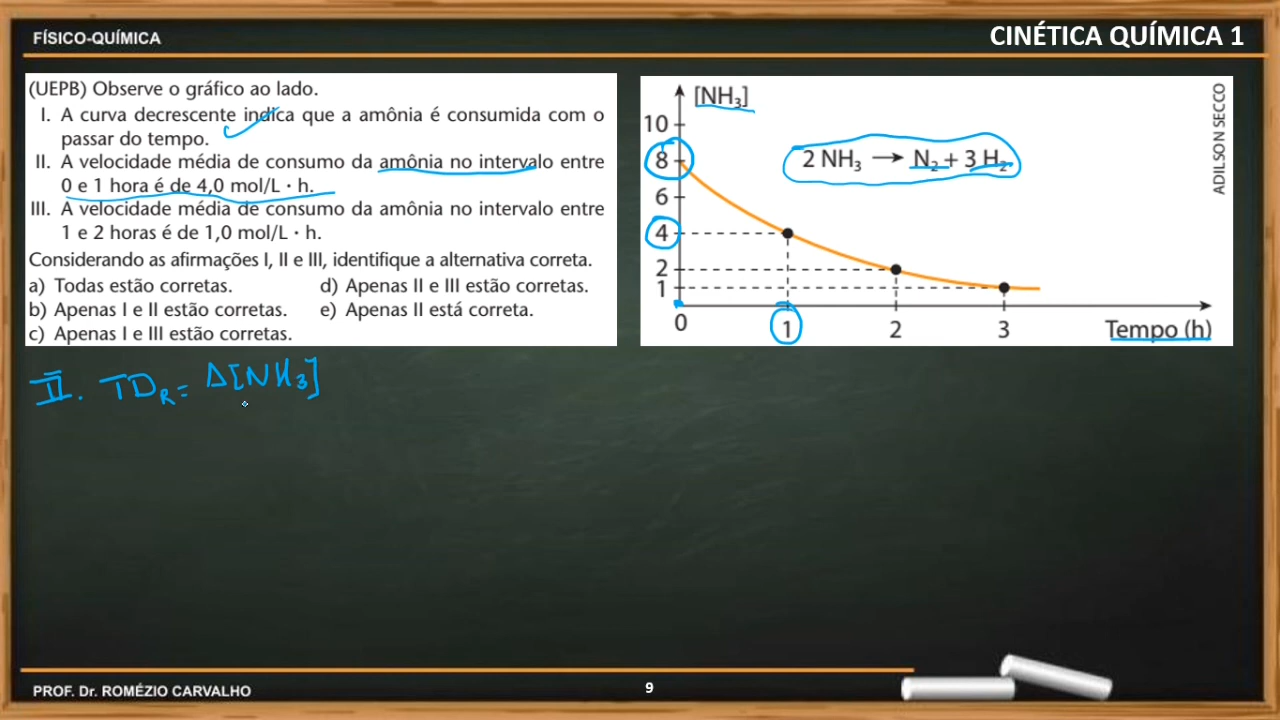 FÍSICO-QUÍMICA
CINÉTICA QUÍMICA 1
(UEPB) Observe o gráfico ao lado.
I. A curva decrescente indica que a amônia é consumida com o
passar do tempo.
II. A velocidade média de consumo da amônia no intervalo entre
0 e 1 hora é de 4,0 mol/L · h.
III. A velocidade média de consumo da amônia no intervalo entre
1 e 2 horas é de 1,0 mol/L · h.
Considerando as afirmações I, II e III, identifique a alternativa correta.
a) Todas estão corretas.
d) Apenas II e III estão corretas.
b) Apenas I e II estão corretas.
e) Apenas II está correta.
c) Apenas I e III estão corretas.
[NH₃]
10
8
6
4
2
1
0
1
2
3
Tempo (h)
2 NH₃ → N₂ + 3 H₂
ADILSON SECCO
II. TD_R = Δ[NH₃]
PROF. Dr. ROMÉZIO CARVALHO
9